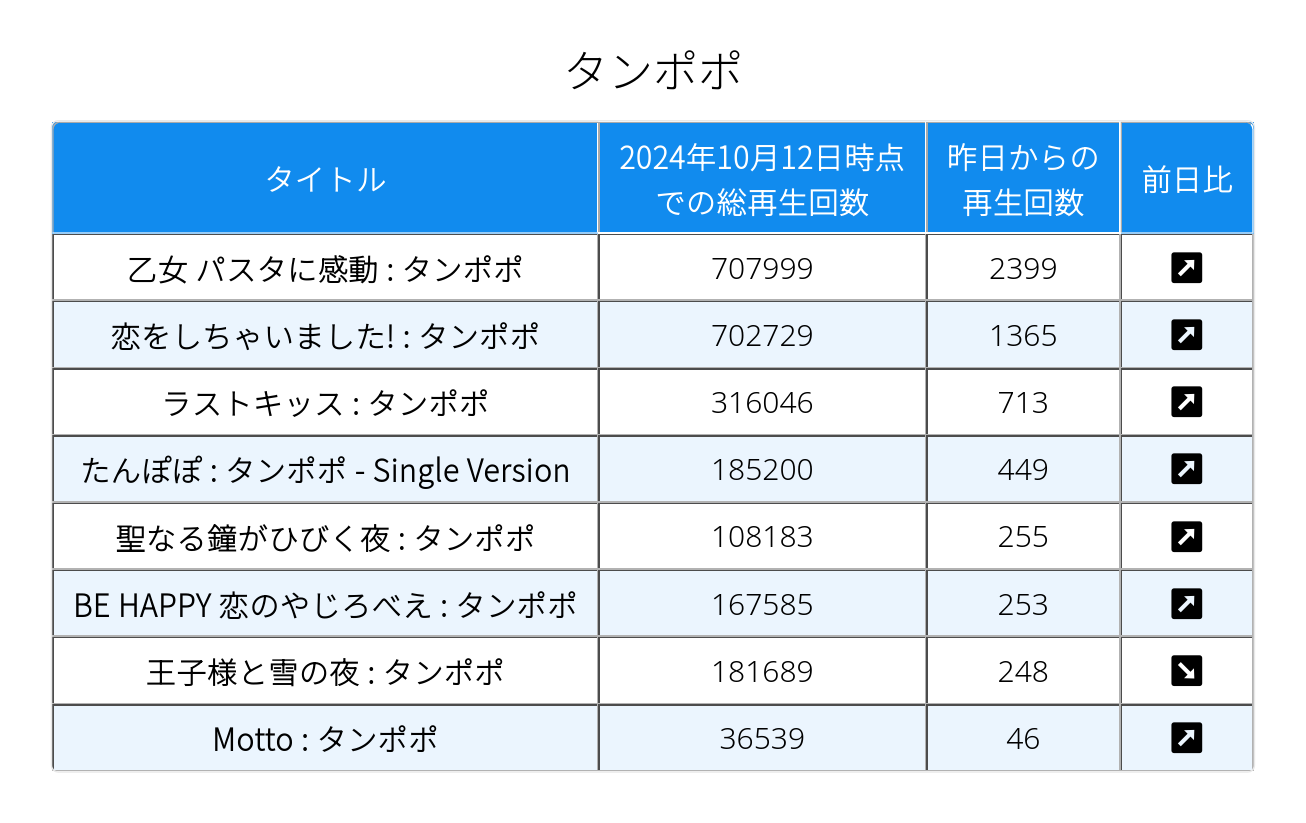 タンポポ
タイトル 2024年10月12日時点での総再生回数 昨日からの再生回数 前日比
乙女 パスタに感動 : タンポポ 707999 2399 ↗
恋をしちゃいました! : タンポポ 702729 1365 ↗
ラストキッス : タンポポ 316046 713 ↗
たんぽぽ : タンポポ - Single Version 185200 449 ↗
聖なる鐘がひびく夜 : タンポポ 108183 255 ↗
BE HAPPY 恋のやじろべえ : タンポポ 167585 253 ↗
王子様と雪の夜 : タンポポ 181689 248 ↘
Motto : タンポポ 36539 46 ↗